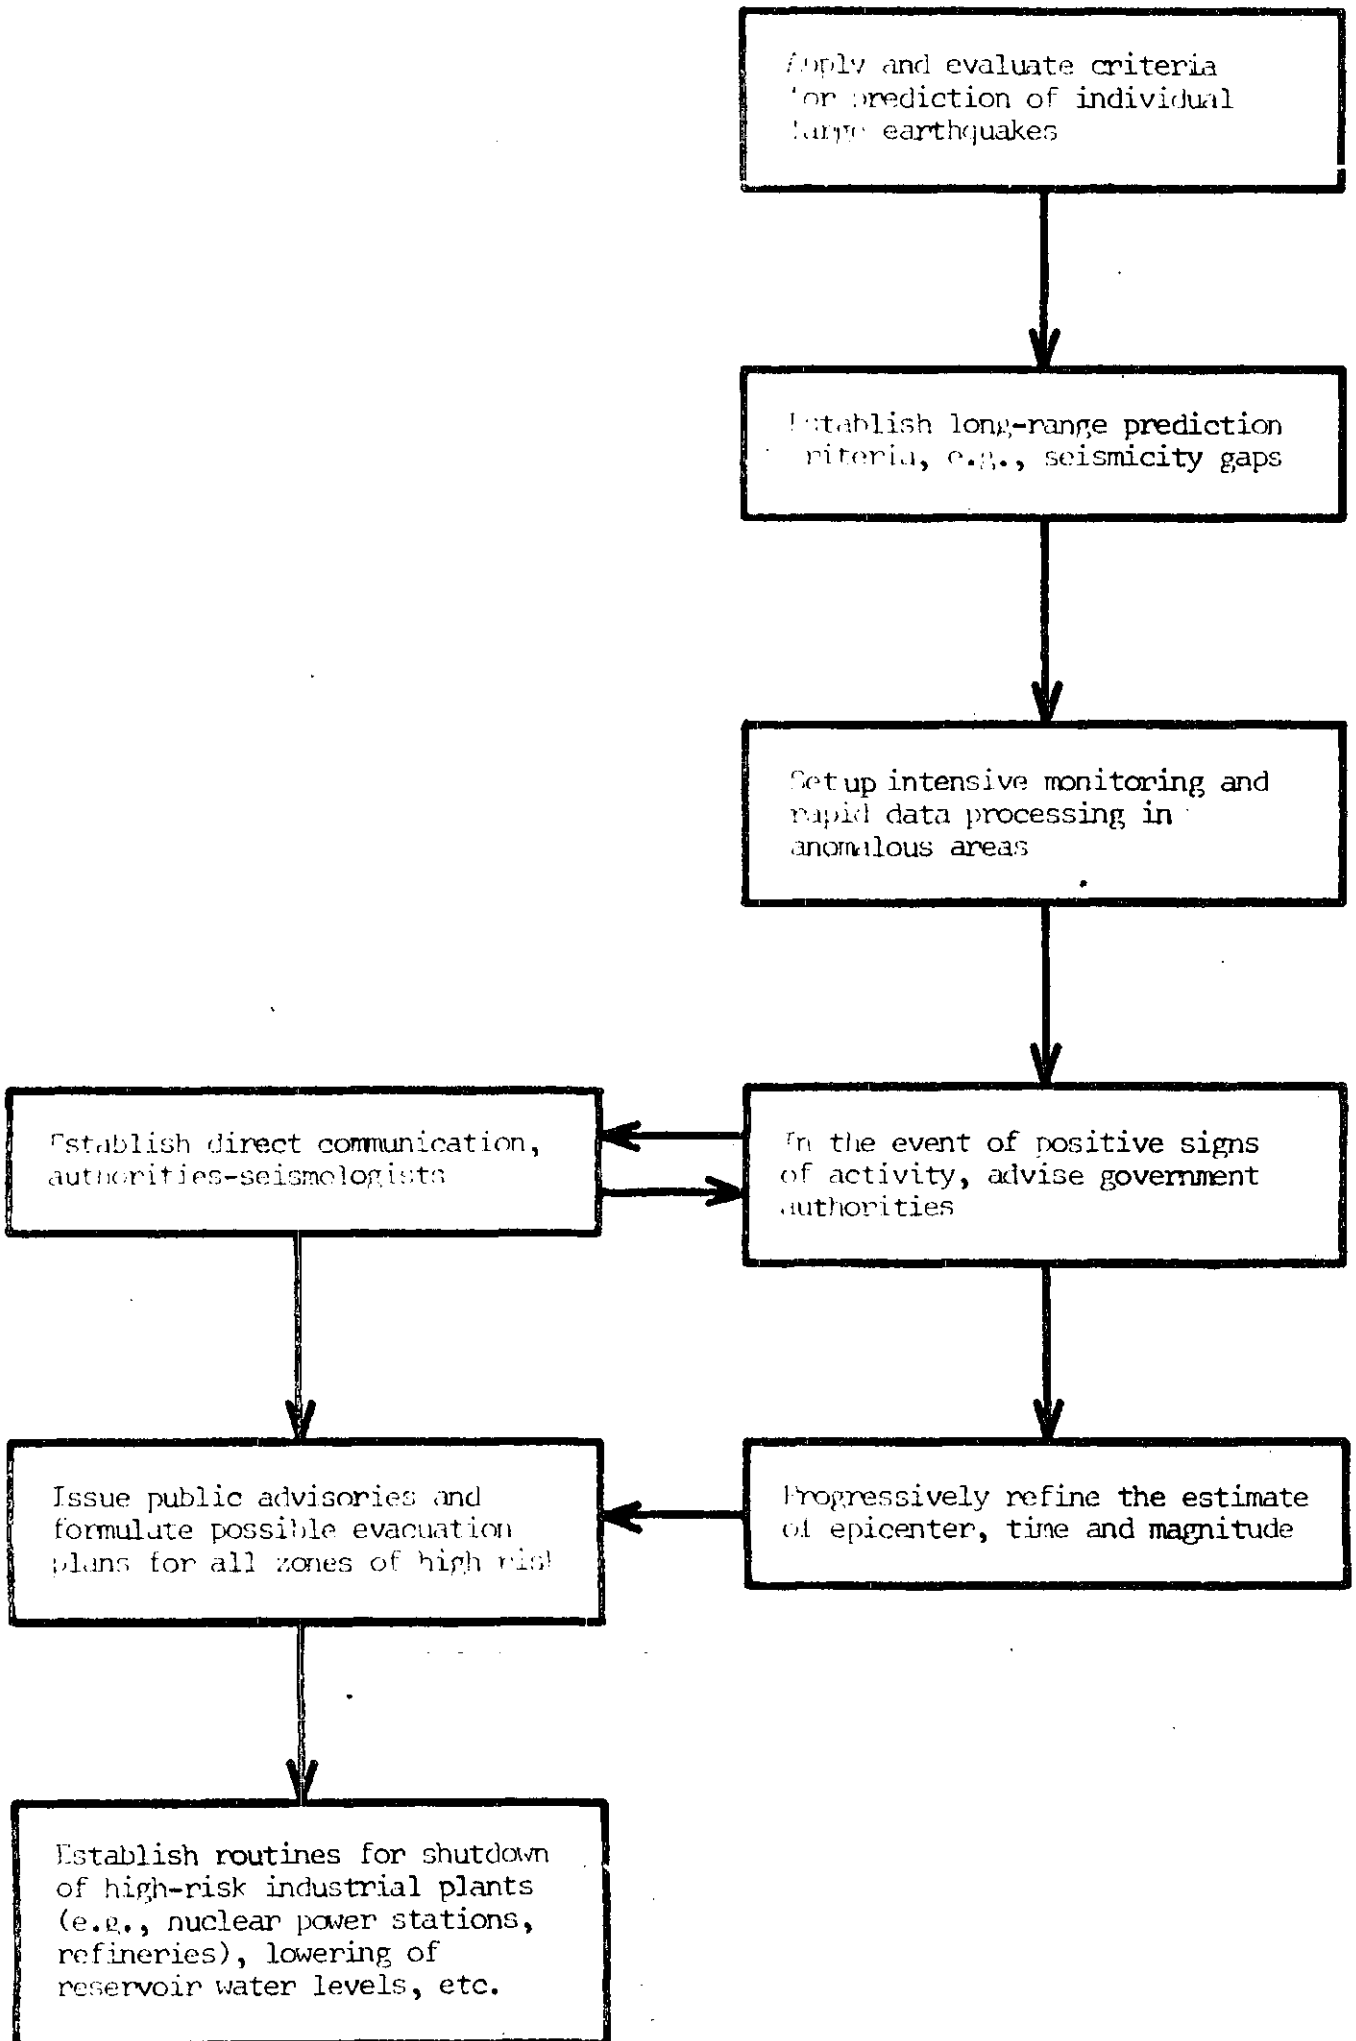 Apply and evaluate criteria
for prediction of individual
large earthquakes
Establish long-range prediction
criteria, e.g., seismicity gaps
Set up intensive monitoring and
rapid data processing in
anomalous areas
Establish direct communication,
authorities-seismologists
In the event of positive signs
of activity, advise government
authorities
Issue public advisories and
formulate possible evacuation
plans for all zones of high risk
Progressively refine the estimate
of epicenter, time and magnitude
Establish routines for shutdown
of high-risk industrial plants
(e.g., nuclear power stations,
refineries), lowering of
reservoir water levels, etc.